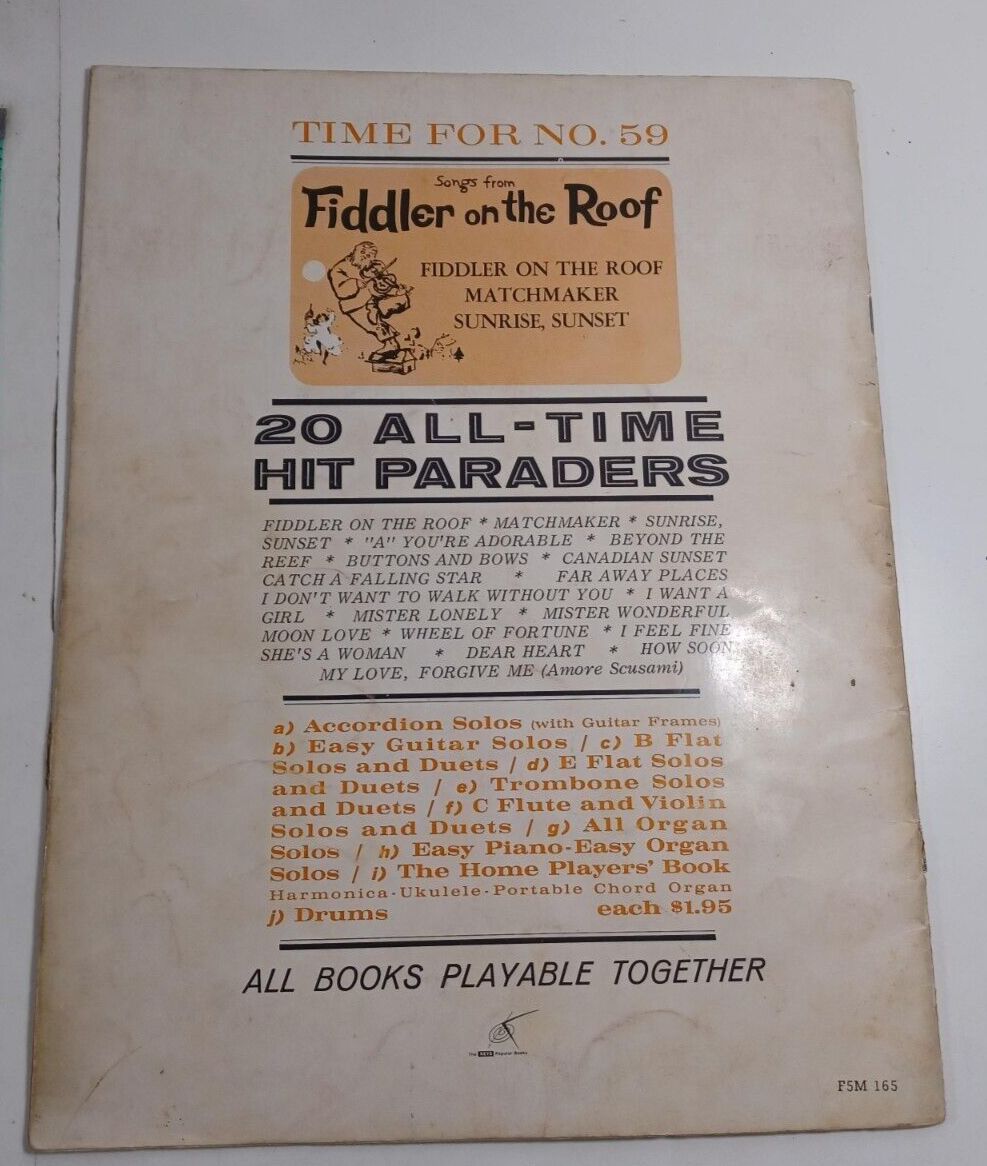 TIME FOR NO. 59
Songs from
Fiddler on the Roof
FIDDLER ON THE ROOF
MATCHMAKER
SUNRISE, SUNSET
20 ALL-TIME
HIT PARADERS
FIDDLER ON THE ROOF * MATCHMAKER * SUNRISE,
SUNSET * "A" YOU'RE ADORABLE * BEYOND THE
REEF * BUTTONS AND BOWS * CANADIAN SUNSET
CATCH A FALLING STAR * FAR AWAY PLACES
I DON'T WANT TO WALK WITHOUT YOU * I WANT A
GIRL * MISTER LONELY * MISTER WONDERFUL
MOON LOVE * WHEEL OF FORTUNE * I FEEL FINE
SHE'S A WOMAN * DEAR HEART * HOW SOON
MY LOVE, FORGIVE ME (Amore Scusami)
a) Accordion Solos (with Guitar Frames)
b) Easy Guitar Solos / c) B Flat
Solos and Duets / d) E Flat Solos
and Duets / e) Trombone Solos
and Duets / f) C Flute and Violin
Solos and Duets / g) All Organ
Solos / h) Easy Piano-Easy Organ
Solos / i) The Home Players' Book
Harmonica-Ukulele-Portable Chord Organ
j) Drums each $1.95
ALL BOOKS PLAYABLE TOGETHER
The KEYS Popular Books
F5M 165